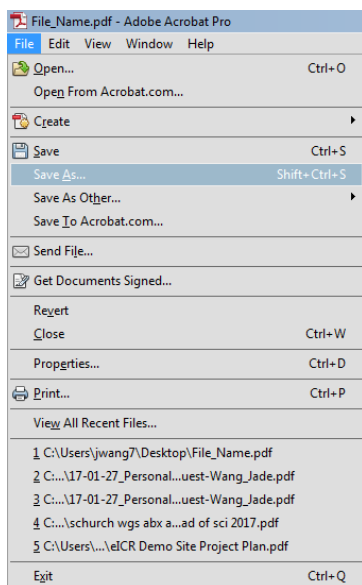 File_Name.pdf - Adobe Acrobat Pro
File Edit View Window Help
Open... Ctrl+O
Open From Acrobat.com...
Create
Save Ctrl+S
Save As... Shift+Ctrl+S
Save As Other...
Save To Acrobat.com...
Send File...
Get Documents Signed...
Revert
Close Ctrl+W
Properties... Ctrl+D
Print... Ctrl+P
View All Recent Files...
1 C:\Users\jwang7\Desktop\File_Name.pdf
2 C:...\17-01-27_Personal...uest-Wang_Jade.pdf
3 C:...\17-01-27_Personal...uest-Wang_Jade.pdf
4 C:...\schurch wgs abx a...ad of sci 2017.pdf
5 C:\Users\...\eICR Demo Site Project Plan.pdf
Exit Ctrl+Q